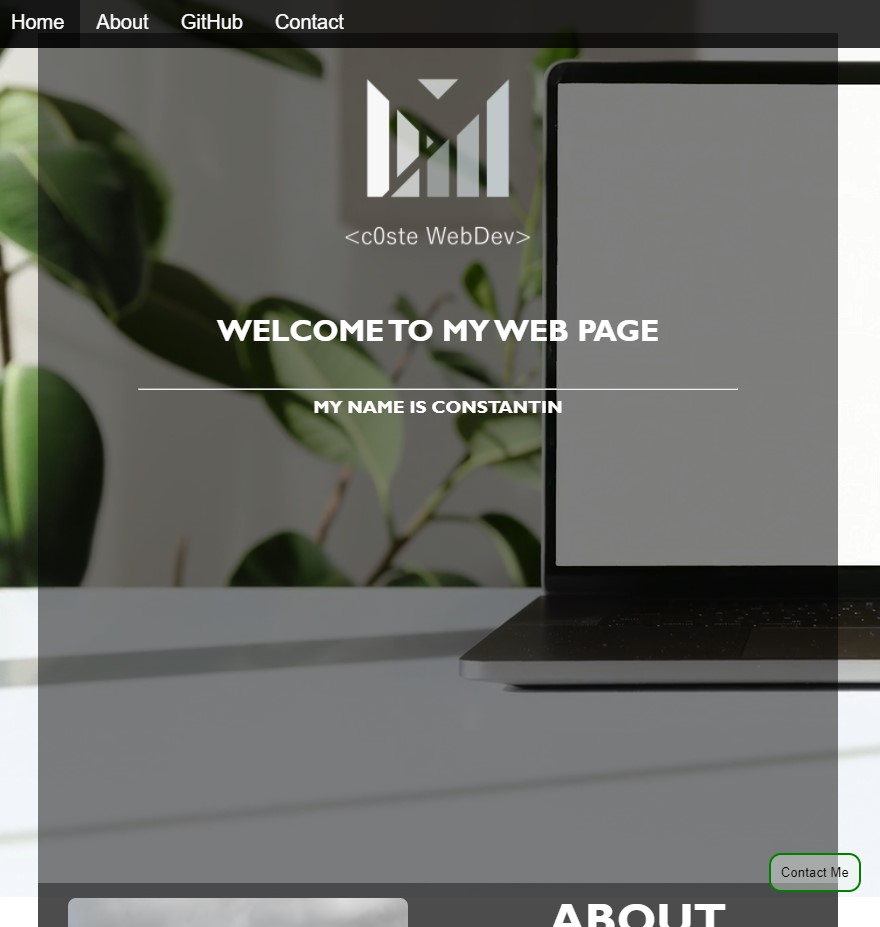 Home About GitHub Contact
<c0ste WebDev>
WELCOME TO MY WEB PAGE
MY NAME IS CONSTANTIN
Contact Me
ABOUT